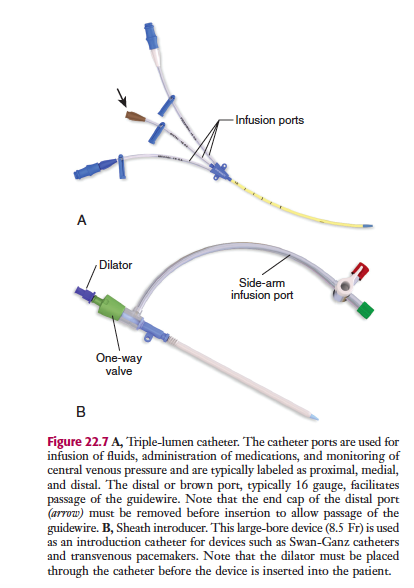 Infusion ports
A
Dilator
Side-arm
infusion port
One-way
valve
B
Figure 22.7 A, Triple-lumen catheter. The catheter ports are used for
infusion of fluids, administration of medications, and monitoring of
central venous pressure and are typically labeled as proximal, medial,
and distal. The distal or brown port, typically 16 gauge, facilitates
passage of the guidewire. Note that the end cap of the distal port
(arrow) must be removed before insertion to allow passage of the
guidewire. B, Sheath introducer. This large-bore device (8.5 Fr) is used
as an introduction catheter for devices such as Swan-Ganz catheters
and transvenous pacemakers. Note that the dilator must be placed
through the catheter before the device is inserted into the patient.